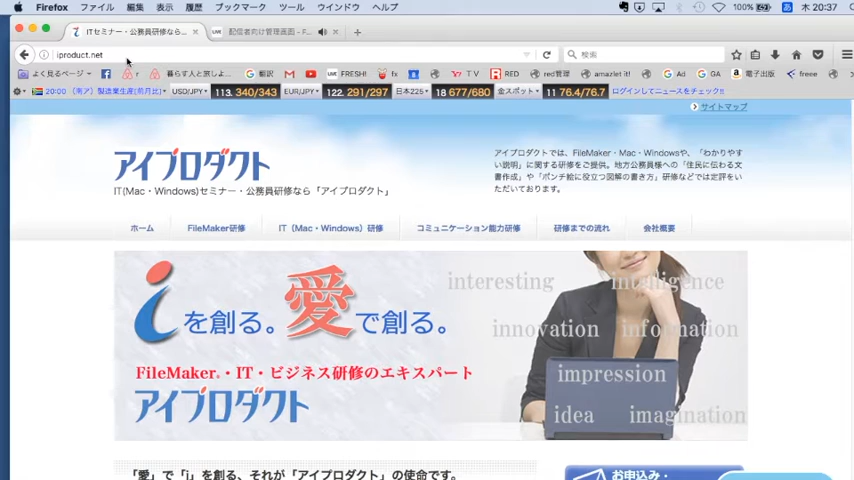 Firefox ファイル 編集 表示 履歴 ブックマーク ツール ウインドウ ヘルプ 100% 木 20:37
ITセミナー・公務員研修なら... 配信者向け管理画面 - F...
iproduct.net 検索
よく見るページ 暮らす人と旅しよ... 翻訳 FRESH! fx Y TV RED red管理 amazlet it! Ad GA 電子出版 freee
20:00 (南ア) 製造業生産[前月比] USD/JPY 113. 340/343 EUR/JPY 122. 291/297 日本225 18 677/680 金スポット 11 76.4/76.7 ログインしてニュースをチェック!!
サイトマップ
アイプロダクト
IT(Mac・Windows)セミナー・公務員研修なら「アイプロダクト」
アイプロダクトでは、FileMaker・Mac・Windowsや、「わかりやす
い説明」に関する研修をご提供。地方公務員様への「住民に伝わる文
書作成」や「ポンチ絵に役立つ図解の書き方」研修などでは定評をい
ただいております。
ホーム FileMaker研修 IT（Mac・Windows）研修 コミュニケーション能力研修 研修までの流れ 会社概要
iを創る。愛で創る。
FileMaker・IT・ビジネス研修のエキスパート
アイプロダクト
interesting intelligence
innovation information
impression
idea imagination
「愛」で「i」を創る、それが「アイプロダクト」の使命です。
お申込み・